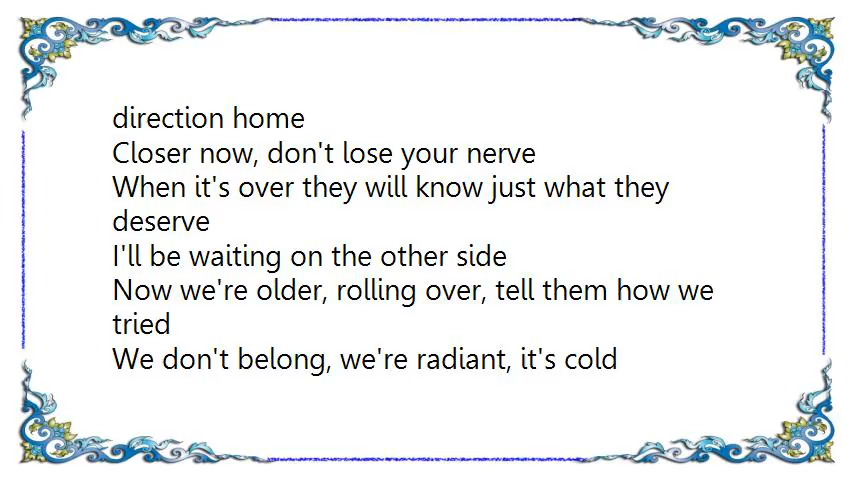 direction home
Closer now, don't lose your nerve
When it's over they will know just what they
deserve
I'll be waiting on the other side
Now we're older, rolling over, tell them how we
tried
We don't belong, we're radiant, it's cold